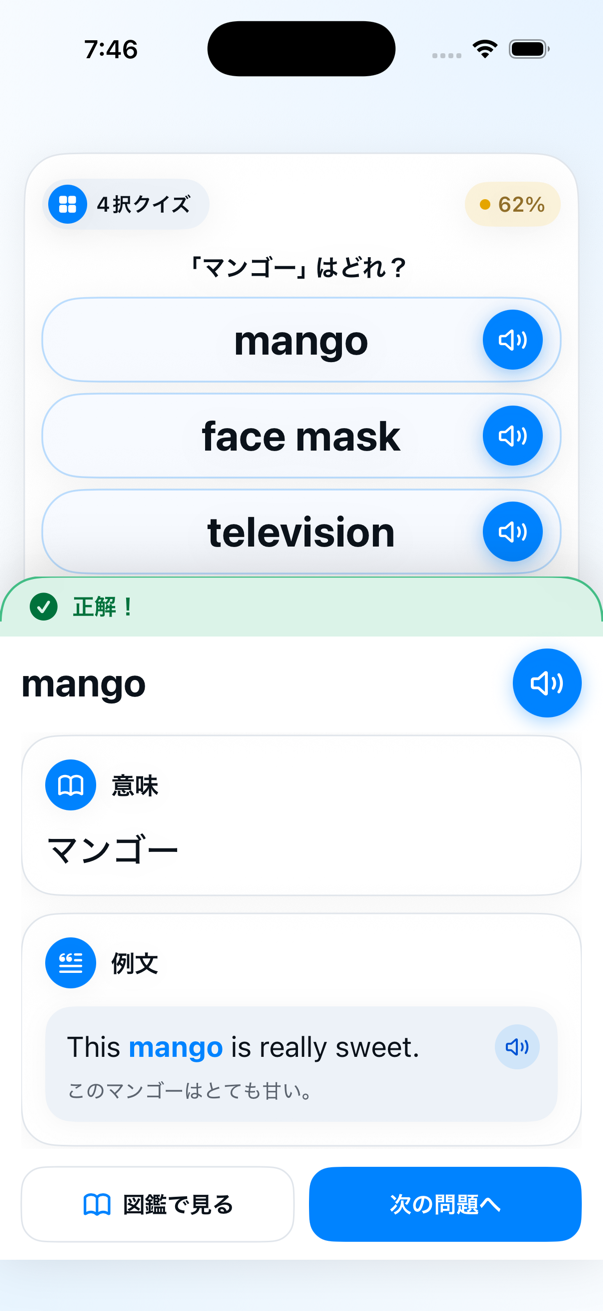 7:46
4択クイズ
62%
「マンゴー」はどれ？
mango
face mask
television
正解！
mango
意味
マンゴー
例文
This mango is really sweet.
このマンゴーはとても甘い。
図鑑で見る
次の問題へ